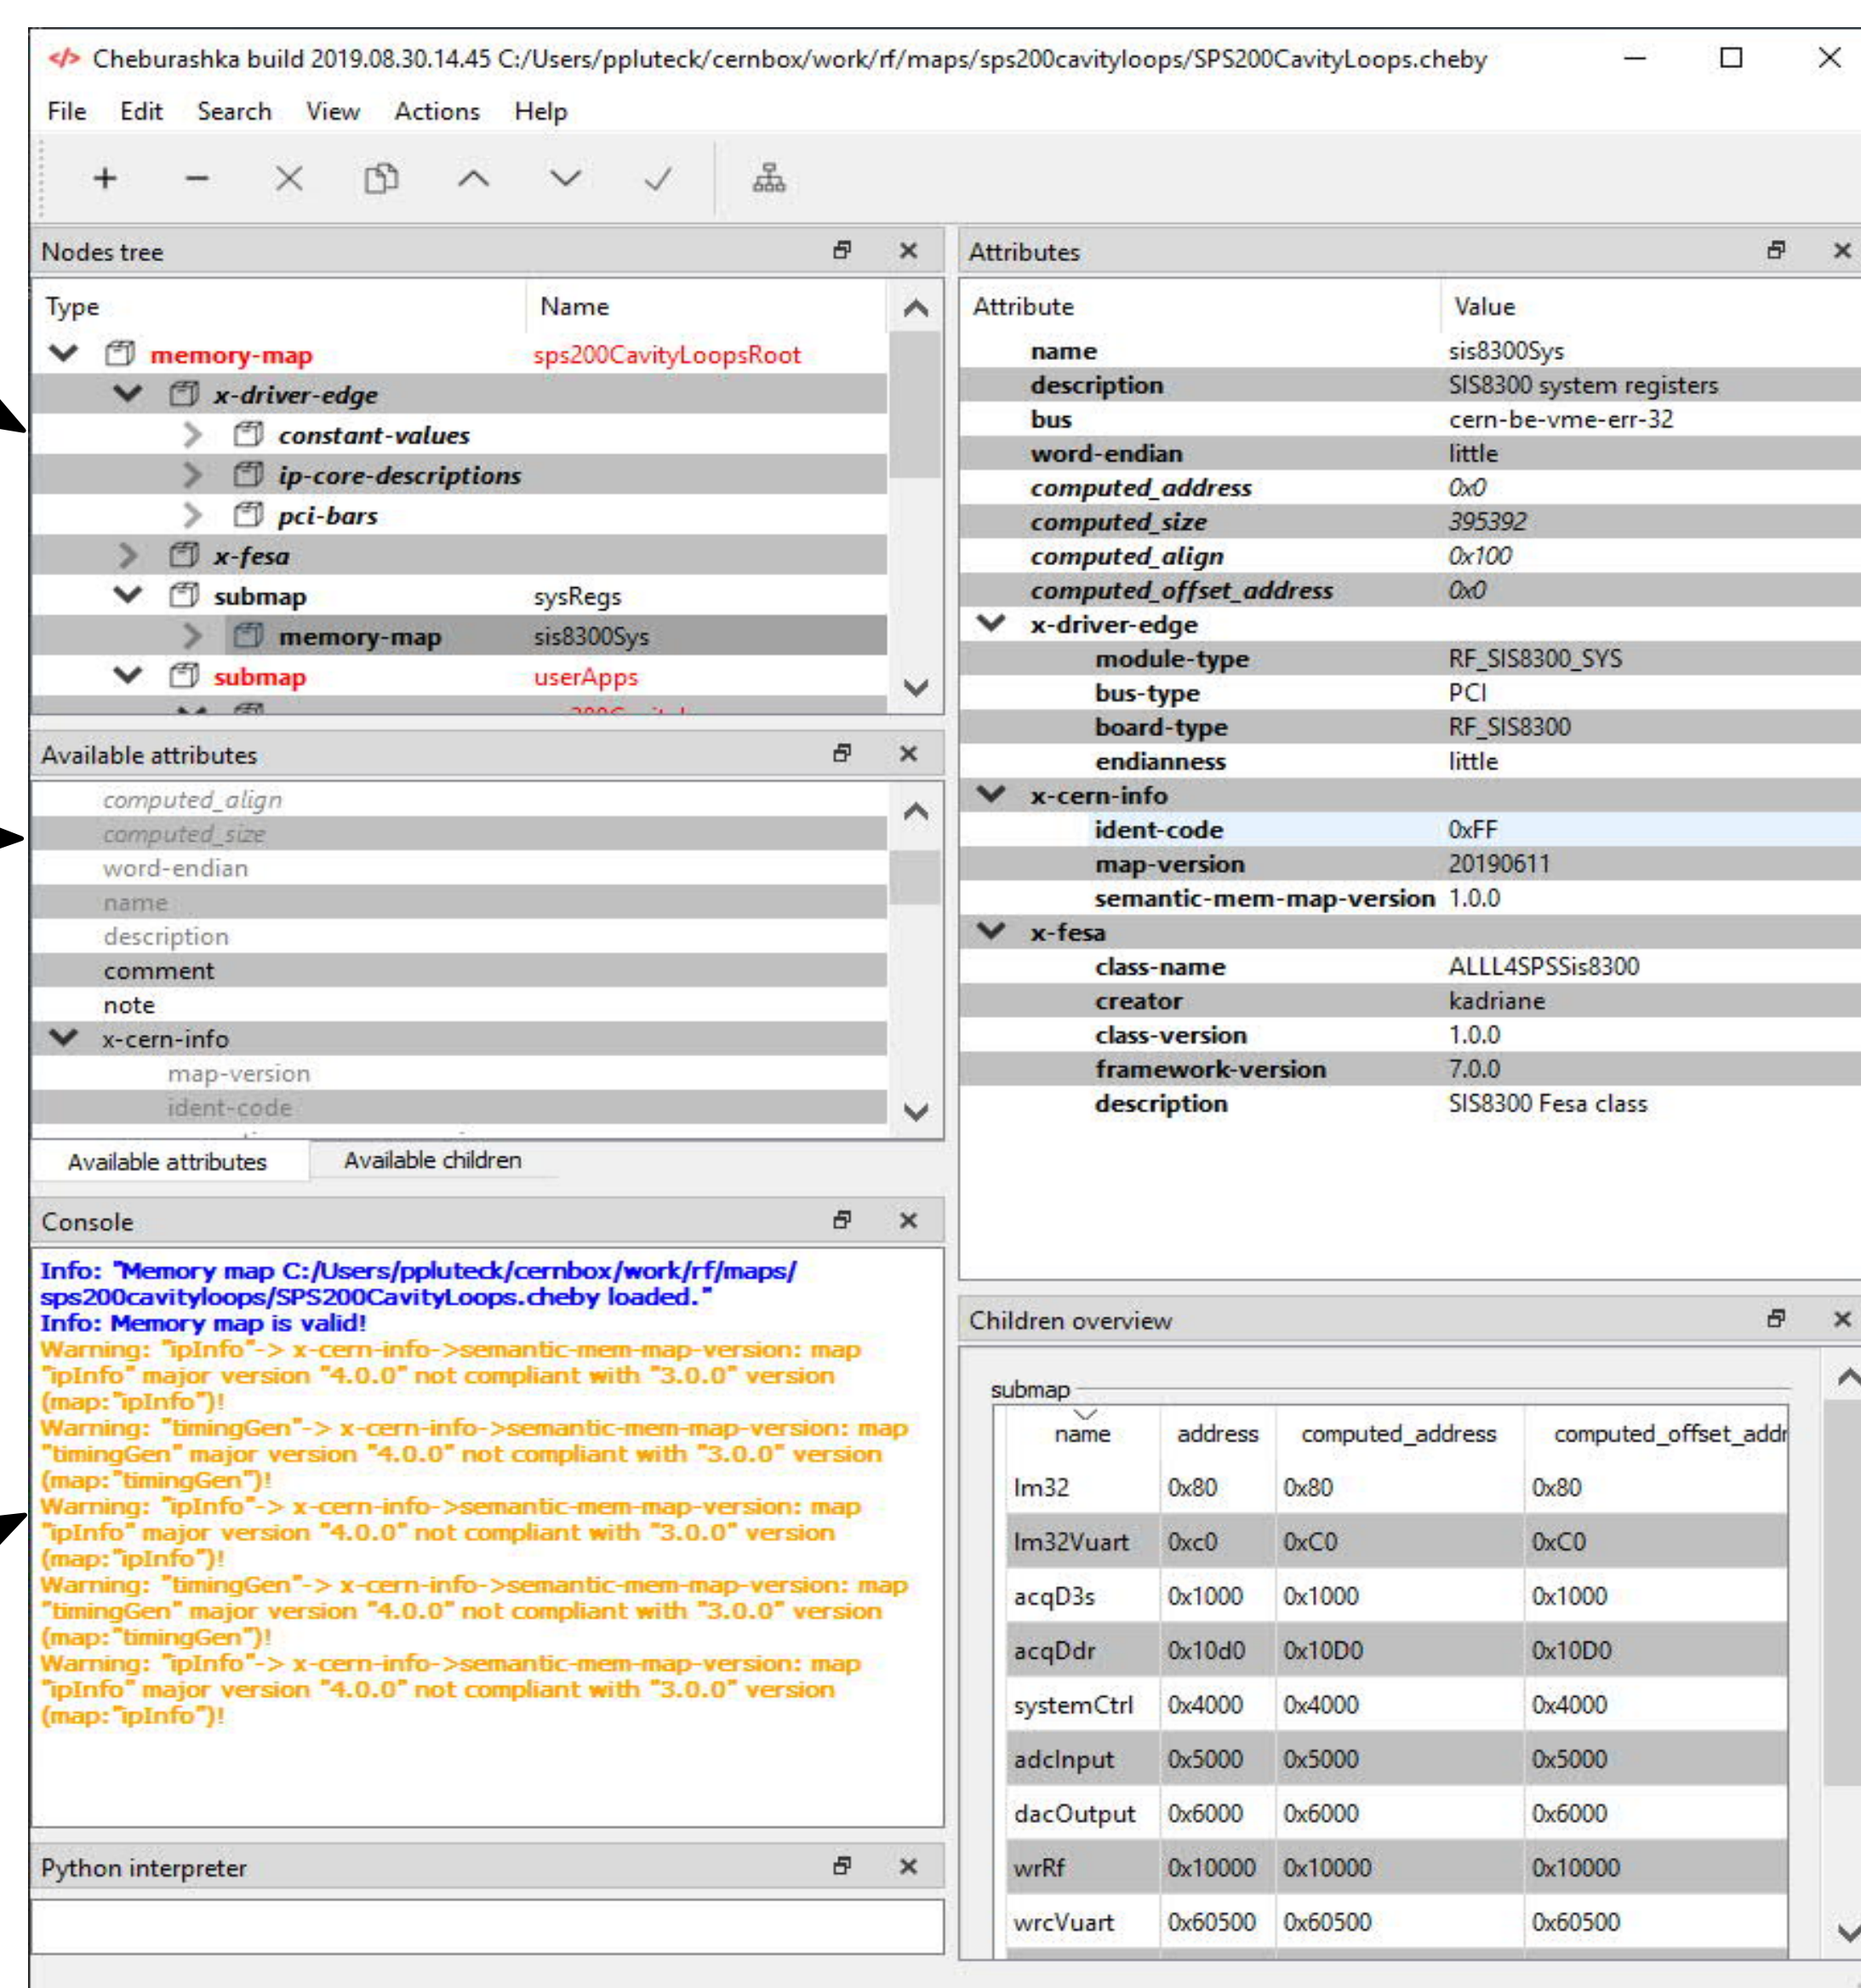 </> Cheburashka build 2019.08.30.14.45 C:/Users/ppluteck/cernbox/work/rf/maps/sps200cavityloops/SPS200CavityLoops.cheby
File Edit Search View Actions Help
Nodes tree
Type Name
memory-map sps200CavityLoopsRoot
x-driver-edge
constant-values
ip-core-descriptions
pci-bars
x-fesa
submap sysRegs
memory-map sis8300Sys
submap userApps
Available attributes
computed_align
computed_size
word-endian
name
description
comment
note
x-cern-info
map-version
ident-code
Available attributes Available children
Console
Info: "Memory map C:/Users/ppluteck/cernbox/work/rf/maps/
sps200cavityloops/SPS200CavityLoops.cheby loaded."
Info: Memory map is valid!
Warning: "ipInfo"-> x-cern-info->semantic-mem-map-version: map
"ipInfo" major version "4.0.0" not compliant with "3.0.0" version
(map:"ipInfo")!
Warning: "timingGen"-> x-cern-info->semantic-mem-map-version: map
"timingGen" major version "4.0.0" not compliant with "3.0.0" version
(map:"timingGen")!
Warning: "ipInfo"-> x-cern-info->semantic-mem-map-version: map
"ipInfo" major version "4.0.0" not compliant with "3.0.0" version
(map:"ipInfo")!
Warning: "timingGen"-> x-cern-info->semantic-mem-map-version: map
"timingGen" major version "4.0.0" not compliant with "3.0.0" version
(map:"timingGen")!
Warning: "ipInfo"-> x-cern-info->semantic-mem-map-version: map
"ipInfo" major version "4.0.0" not compliant with "3.0.0" version
(map:"ipInfo")!
Python interpreter
Attributes
Attribute Value
name sis8300Sys
description SIS8300 system registers
bus cern-be-vme-err-32
word-endian little
computed_address 0x0
computed_size 395392
computed_align 0x100
computed_offset_address 0x0
x-driver-edge
module-type RF_SIS8300_SYS
bus-type PCI
board-type RF_SIS8300
endianness little
x-cern-info
ident-code 0xFF
map-version 20190611
semantic-mem-map-version 1.0.0
x-fesa
class-name ALLL4SPSSis8300
creator kadriane
class-version 1.0.0
framework-version 7.0.0
description SIS8300 Fesa class
Children overview
submap
name address computed_address computed_offset_addr
lm32 0x80 0x80 0x80
lm32Vuart 0xc0 0xC0 0xC0
acqD3s 0x1000 0x1000 0x1000
acqDdr 0x10d0 0x10D0 0x10D0
systemCtrl 0x4000 0x4000 0x4000
adcInput 0x5000 0x5000 0x5000
dacOutput 0x6000 0x6000 0x6000
wrRf 0x10000 0x10000 0x10000
wrcVuart 0x60500 0x60500 0x60500